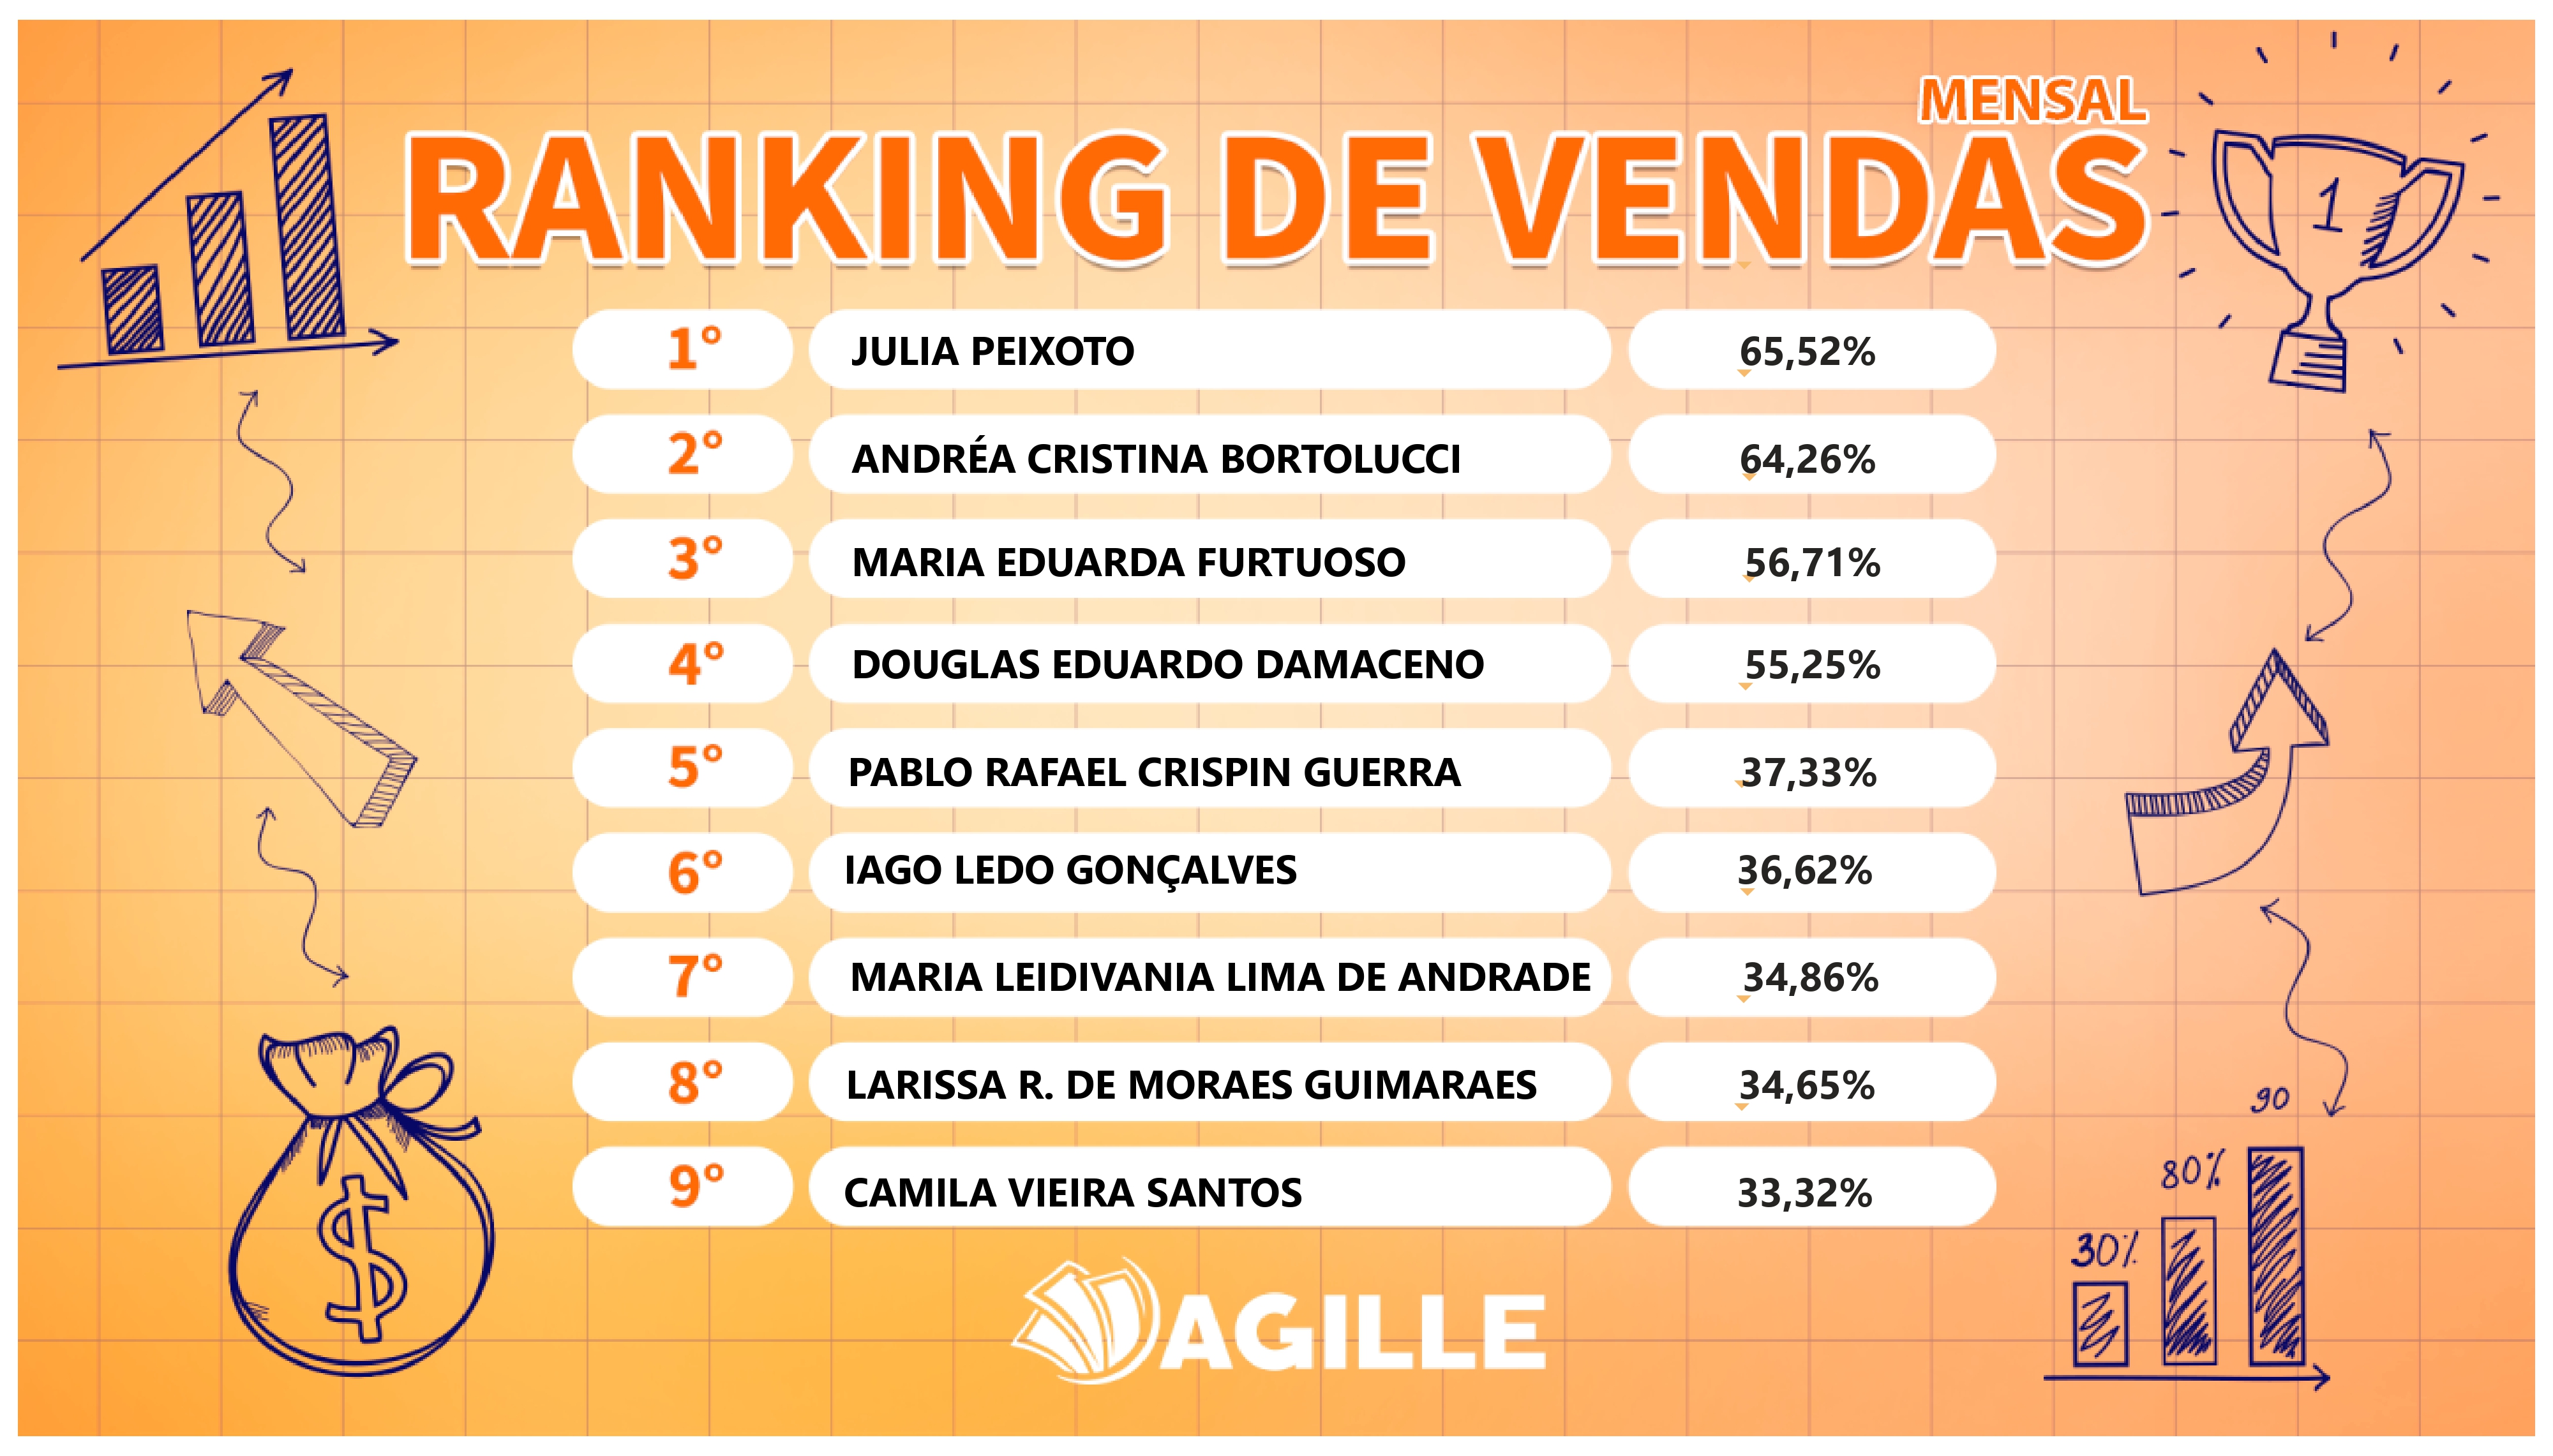 MENSAL
RANKING DE VENDAS
1
1° JULIA PEIXOTO 65,52%
2° ANDRÉA CRISTINA BORTOLUCCI 64,26%
3° MARIA EDUARDA FURTUOSO 56,71%
4° DOUGLAS EDUARDO DAMACENO 55,25%
5° PABLO RAFAEL CRISPIN GUERRA 37,33%
6° IAGO LEDO GONÇALVES 36,62%
7° MARIA LEIDIVANIA LIMA DE ANDRADE 34,86%
8° LARISSA R. DE MORAES GUIMARAES 34,65%
9° CAMILA VIEIRA SANTOS 33,32%
90
80%
30%
$
AGILLE